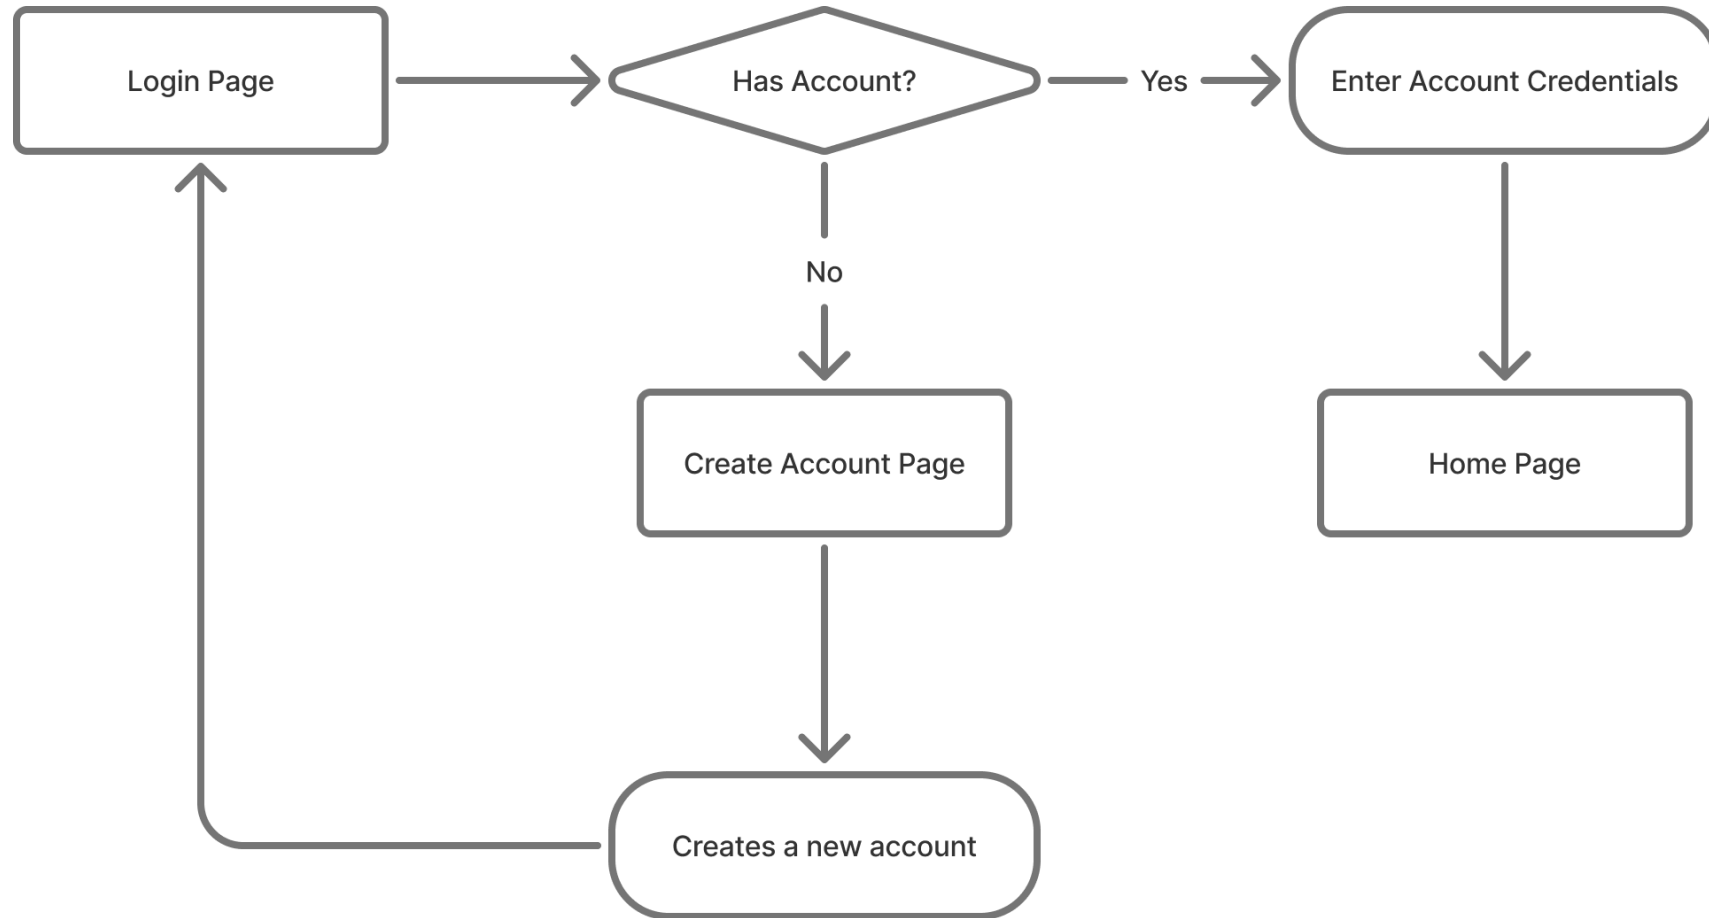 Login Page
Has Account?
Yes
Enter Account Credentials
No
Create Account Page
Home Page
Creates a new account